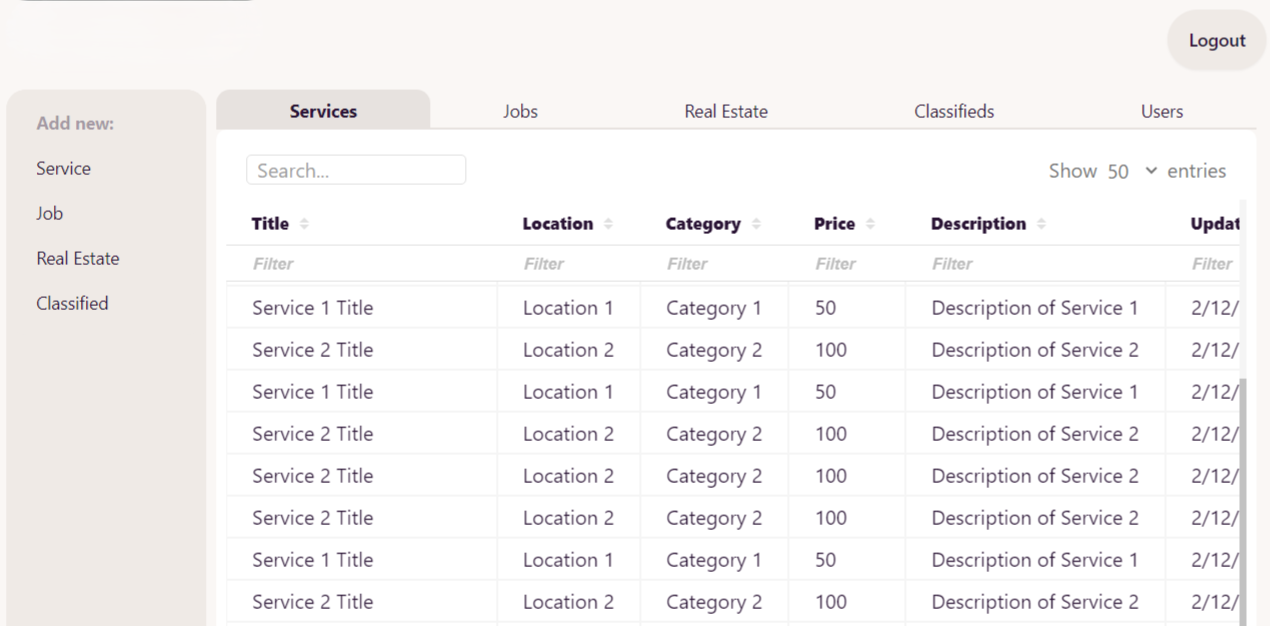 Logout
Add new:
Service
Job
Real Estate
Classified
Services Jobs Real Estate Classifieds Users
Search... Show 50 entries
Title Location Category Price Description Updat
Filter Filter Filter Filter Filter Filter
Service 1 Title Location 1 Category 1 50 Description of Service 1 2/12/
Service 2 Title Location 2 Category 2 100 Description of Service 2 2/12/
Service 1 Title Location 1 Category 1 50 Description of Service 1 2/12/
Service 2 Title Location 2 Category 2 100 Description of Service 2 2/12/
Service 2 Title Location 2 Category 2 100 Description of Service 2 2/12/
Service 2 Title Location 2 Category 2 100 Description of Service 2 2/12/
Service 1 Title Location 1 Category 1 50 Description of Service 1 2/12/
Service 2 Title Location 2 Category 2 100 Description of Service 2 2/12/